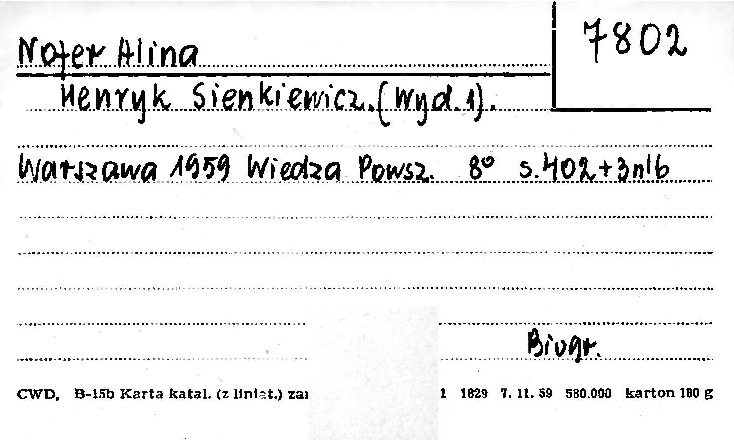 7802
Nofer Alina
Henryk Sienkiewicz. (Wyd. 1).
Warszawa 1959 Wiedza Powsz. 8° s. 402+3nlb
Biogr.
CWD, B-15b Karta katal. (z liniat.) 1 1829 7. 11. 59 580.000 karton 180 g